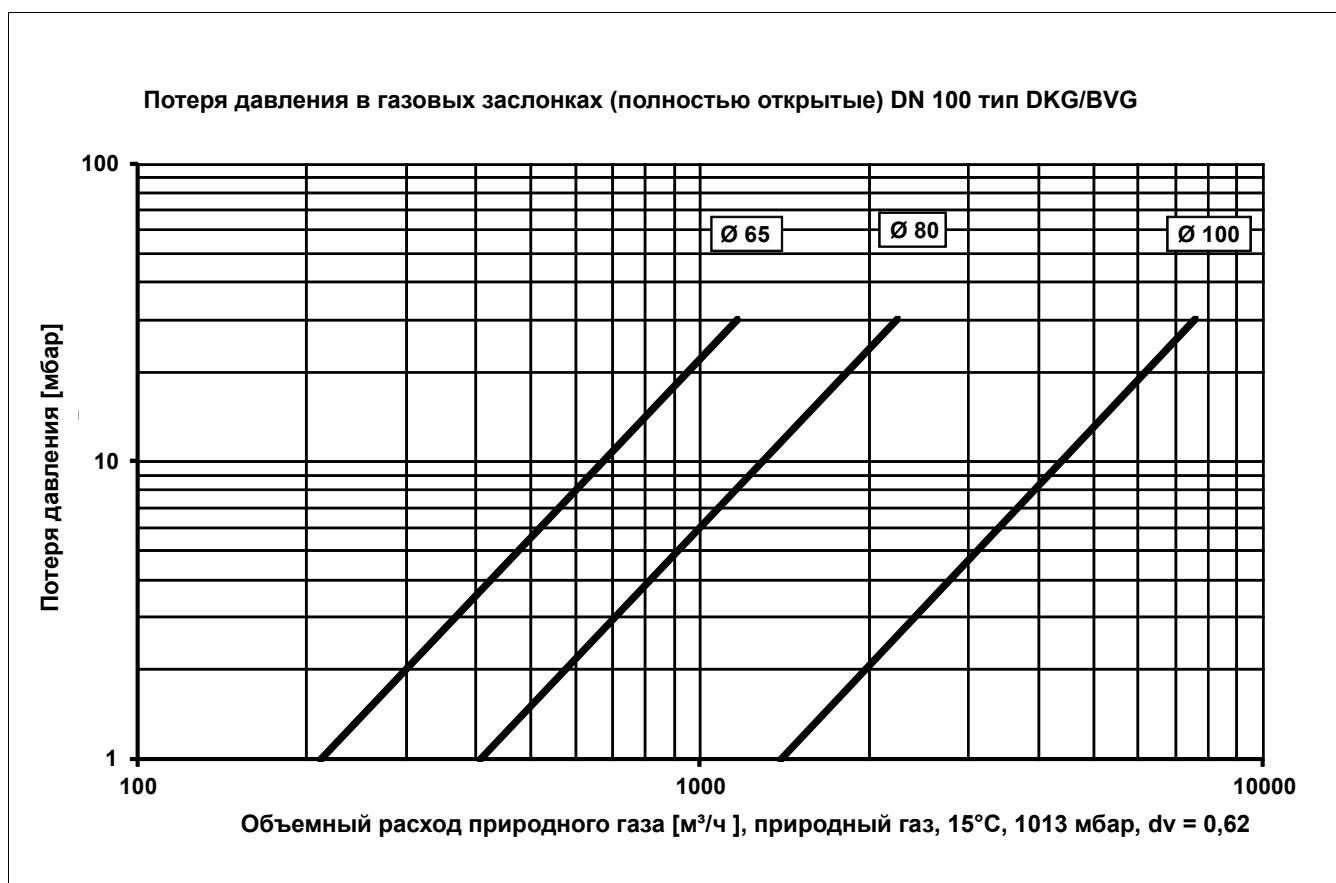 Потеря давления в газовых заслонках (полностью открытые) DN 100 тип DKG/BVG
100
Ø 65
Ø 80
Ø 100
Потеря давления [мбар]
10
1
100
1000
10000
Объемный расход природного газа [м³/ч ], природный газ, 15°C, 1013 мбар, dv = 0,62